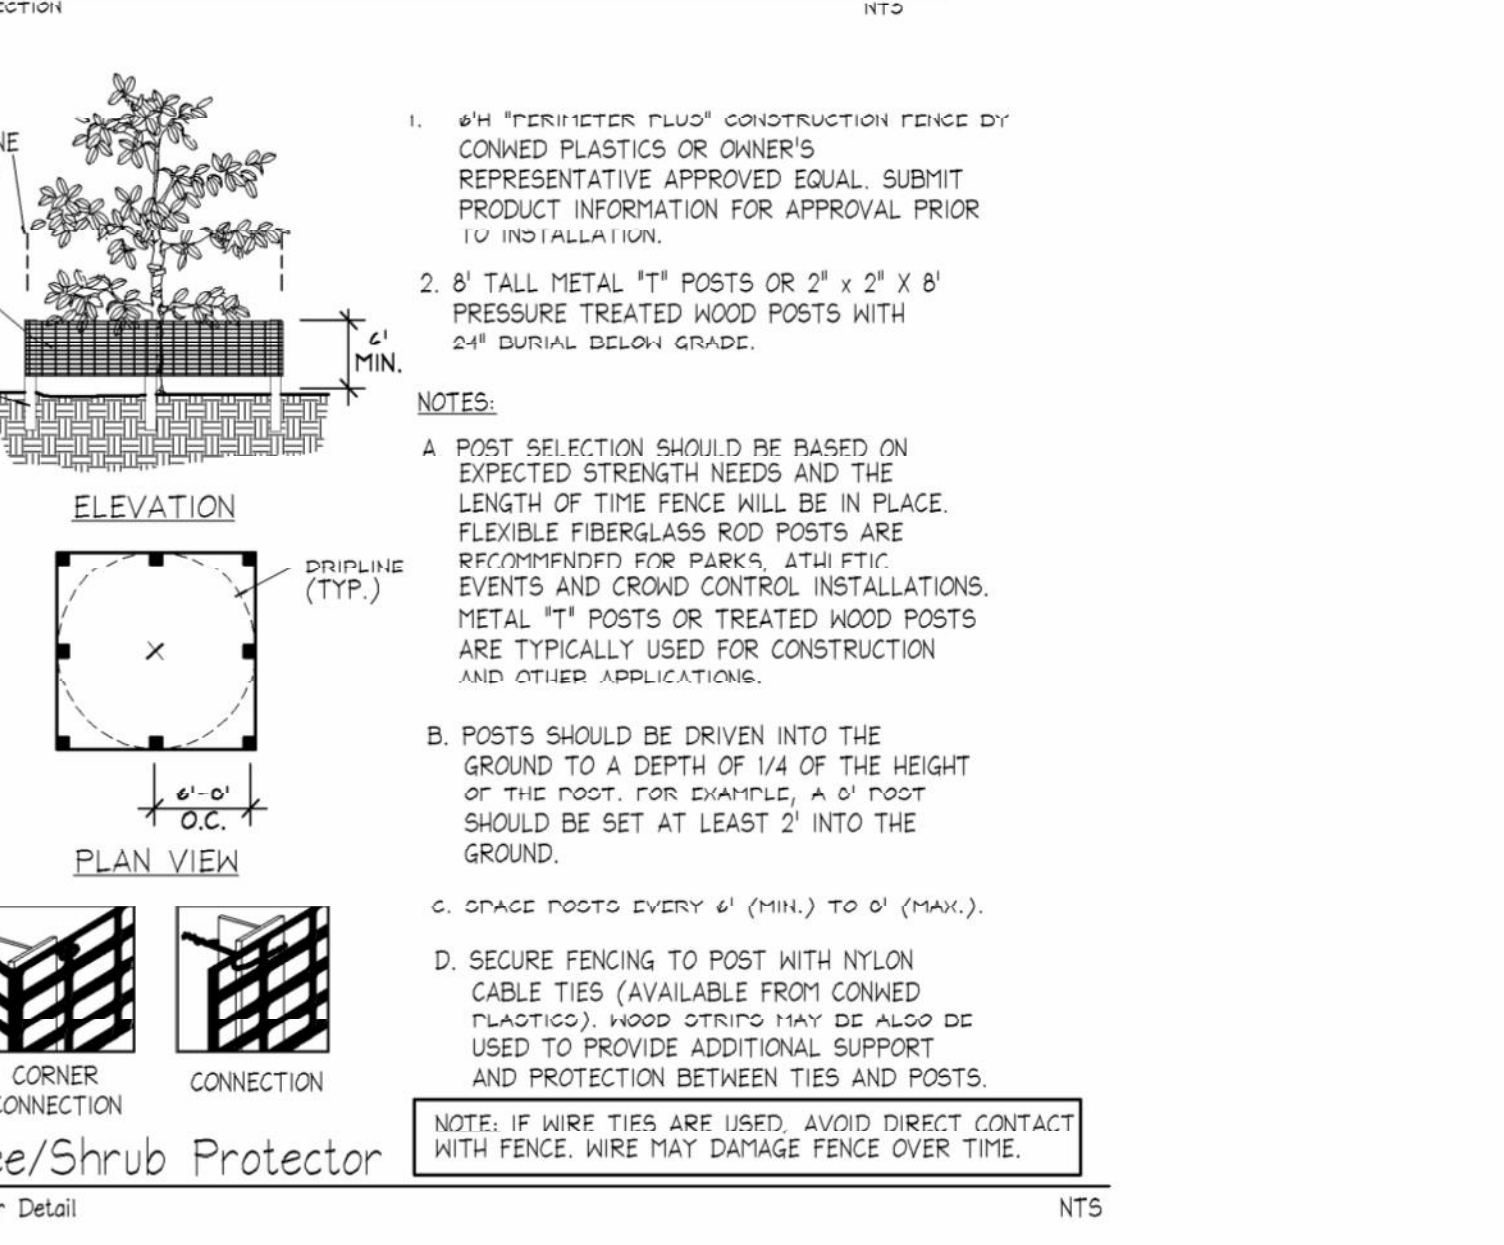 NTS
1. 6'H "PERIMETER PLUS" CONSTRUCTION FENCE BY
CONWED PLASTICS OR OWNER'S
REPRESENTATIVE APPROVED EQUAL. SUBMIT
PRODUCT INFORMATION FOR APPROVAL PRIOR
TO INSTALLATION.
2. 8' TALL METAL "T" POSTS OR 2" x 2" X 8'
PRESSURE TREATED WOOD POSTS WITH
24" BURIAL BELOW GRADE.
6'
MIN.
NOTES:
A POST SELECTION SHOULD BE BASED ON
EXPECTED STRENGTH NEEDS AND THE
LENGTH OF TIME FENCE WILL BE IN PLACE.
FLEXIBLE FIBERGLASS ROD POSTS ARE
RECOMMENDED FOR PARKS, ATHLETIC
EVENTS AND CROWD CONTROL INSTALLATIONS.
METAL "T" POSTS OR TREATED WOOD POSTS
ARE TYPICALLY USED FOR CONSTRUCTION
AND OTHER APPLICATIONS.
B. POSTS SHOULD BE DRIVEN INTO THE
GROUND TO A DEPTH OF 1/4 OF THE HEIGHT
OF THE POST. FOR EXAMPLE, A 8' POST
SHOULD BE SET AT LEAST 2' INTO THE
GROUND.
C. SPACE POSTS EVERY 6' (MIN.) TO 8' (MAX.).
D. SECURE FENCING TO POST WITH NYLON
CABLE TIES (AVAILABLE FROM CONWED
PLASTICS). WOOD STRIPS MAY BE ALSO BE
USED TO PROVIDE ADDITIONAL SUPPORT
AND PROTECTION BETWEEN TIES AND POSTS.
NOTE: IF WIRE TIES ARE USED, AVOID DIRECT CONTACT
WITH FENCE. WIRE MAY DAMAGE FENCE OVER TIME.
ELEVATION
DRIPLINE
(TYP.)
6'-0'
O.C.
PLAN VIEW
CORNER
CONNECTION
CONNECTION
ee/Shrub Protector
r Detail
NTS